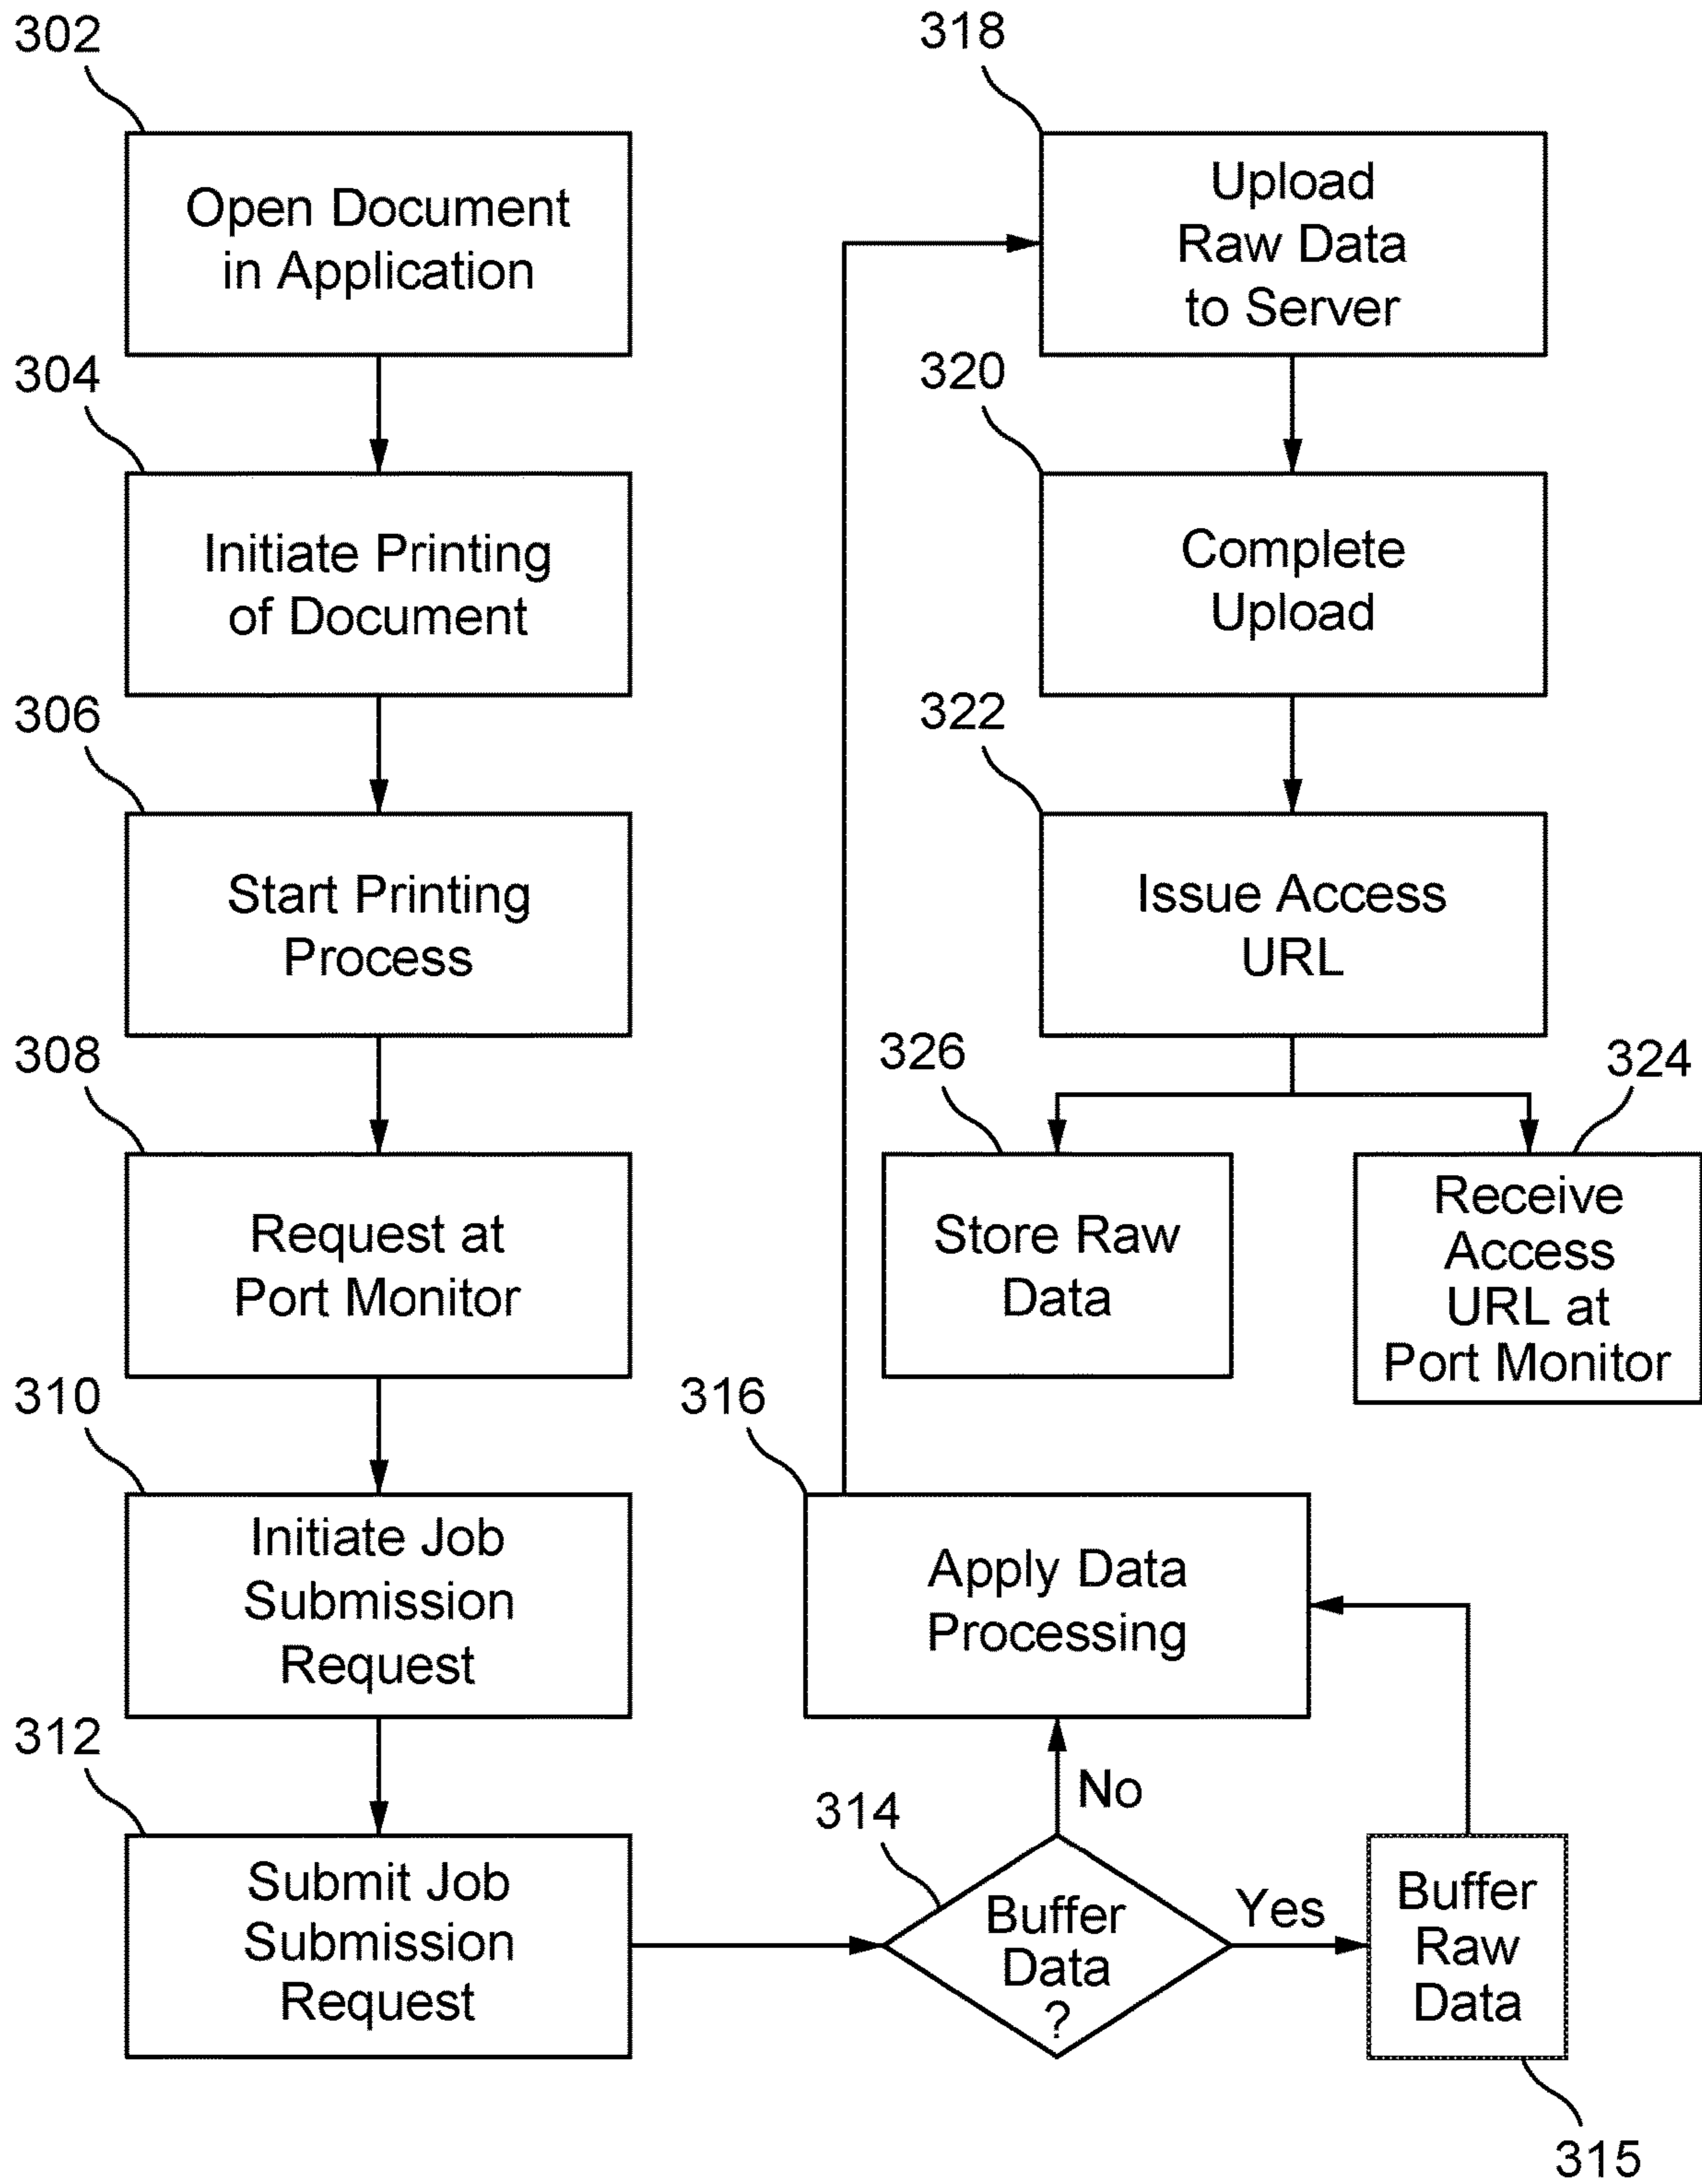 302
Open Document
in Application
304
Initiate Printing
of Document
306
Start Printing
Process
308
Request at
Port Monitor
310
Initiate Job
Submission
Request
312
Submit Job
Submission
Request
314
Buffer
Data
?
No
Yes
Buffer
Raw
Data
315
316
Apply Data
Processing
318
Upload
Raw Data
to Server
320
Complete
Upload
322
Issue Access
URL
326
Store Raw
Data
324
Receive
Access
URL at
Port Monitor